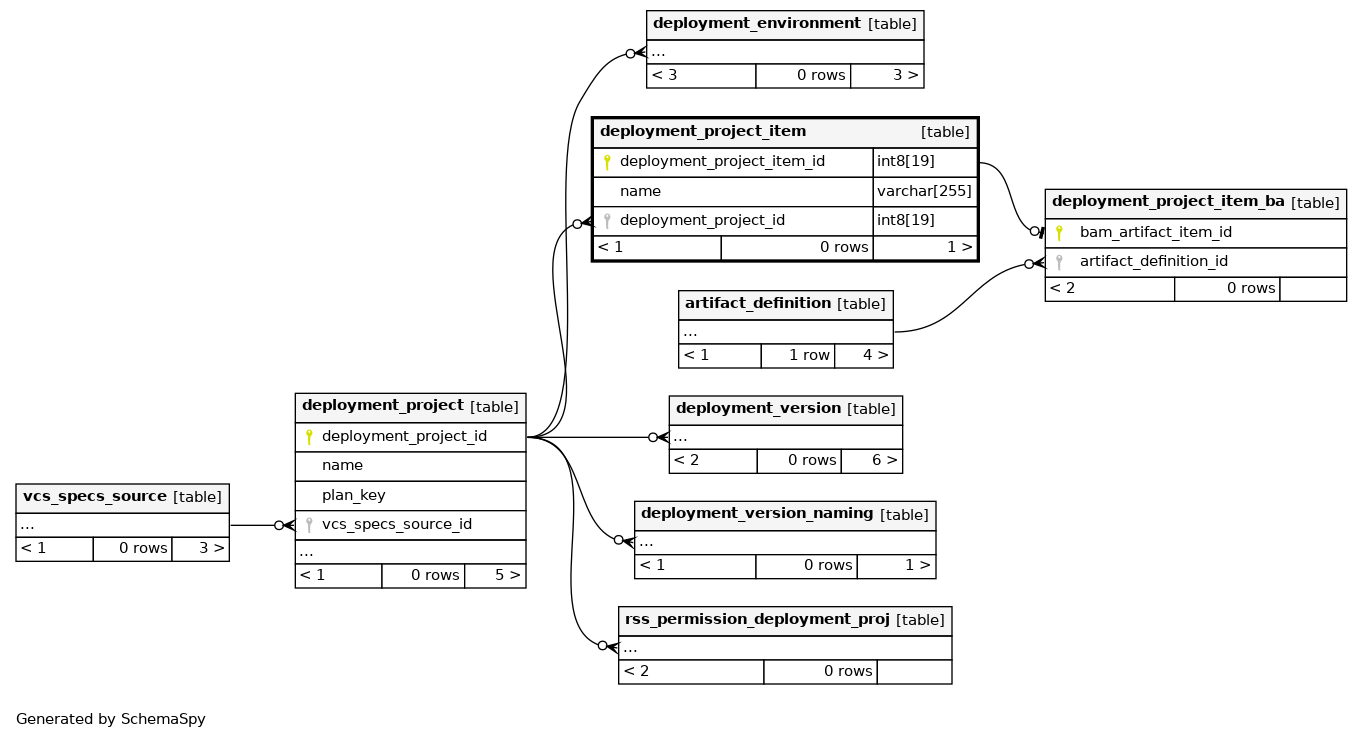 deployment_environment [table]
...
< 3 0 rows 3 >
deployment_project_item [table]
deployment_project_item_id int8[19]
name varchar[255]
deployment_project_id int8[19]
< 1 0 rows 1 >
deployment_project_item_ba [table]
bam_artifact_item_id
artifact_definition_id
< 2 0 rows
artifact_definition [table]
...
< 1 1 row 4 >
deployment_project [table]
deployment_project_id
name
plan_key
vcs_specs_source_id
...
< 1 0 rows 5 >
deployment_version [table]
...
< 2 0 rows 6 >
vcs_specs_source [table]
...
< 1 0 rows 3 >
deployment_version_naming [table]
...
< 1 0 rows 1 >
rss_permission_deployment_proj [table]
...
< 2 0 rows
Generated by SchemaSpy